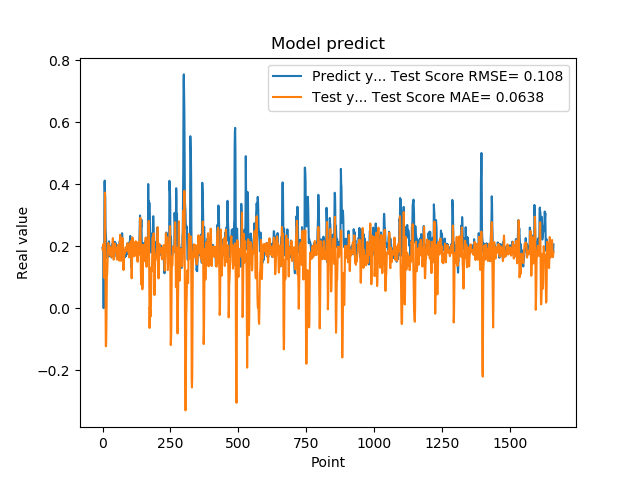 Model predict
Predict y... Test Score RMSE= 0.108
Test y... Test Score MAE= 0.0638
Real value
0.8
0.6
0.4
0.2
0.0
−0.2
0 250 500 750 1000 1250 1500
Point